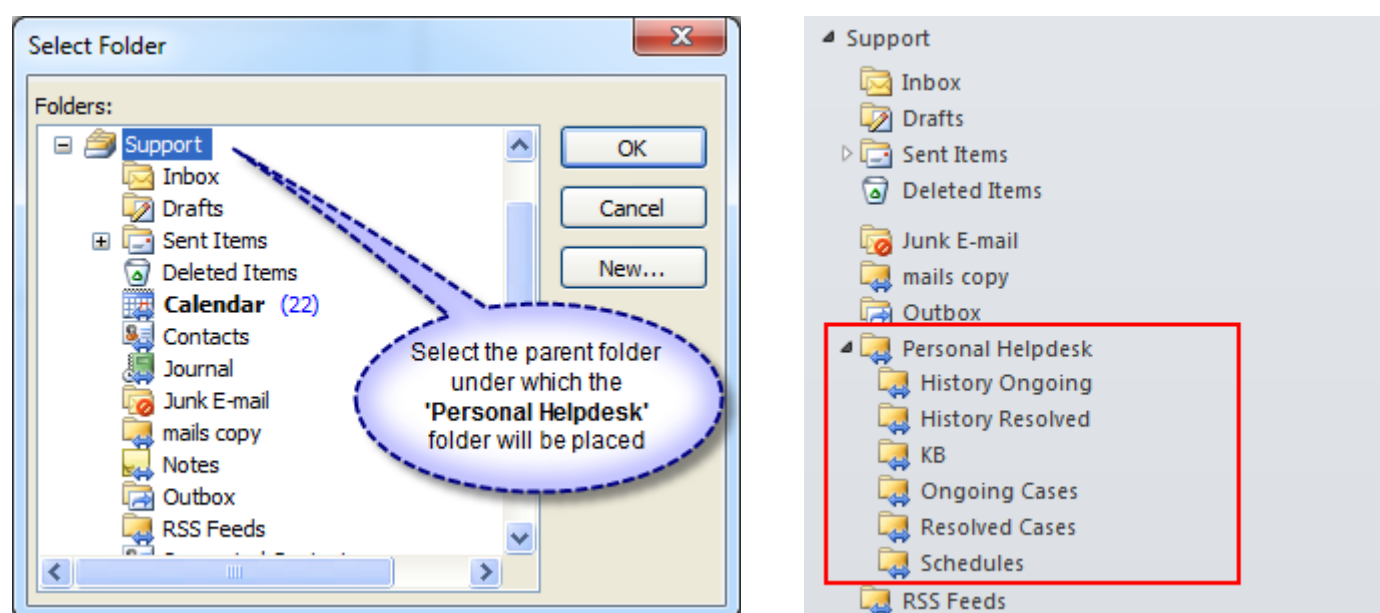 Select Folder
Folders:
Support
Inbox
Drafts
Sent Items
Deleted Items
Calendar (22)
Contacts
Journal
Junk E-mail
mails copy
Notes
Outbox
RSS Feeds
OK
Cancel
New...
Select the parent folder
under which the
'Personal Helpdesk'
folder will be placed
Support
Inbox
Drafts
Sent Items
Deleted Items
Junk E-mail
mails copy
Outbox
Personal Helpdesk
History Ongoing
History Resolved
KB
Ongoing Cases
Resolved Cases
Schedules
RSS Feeds